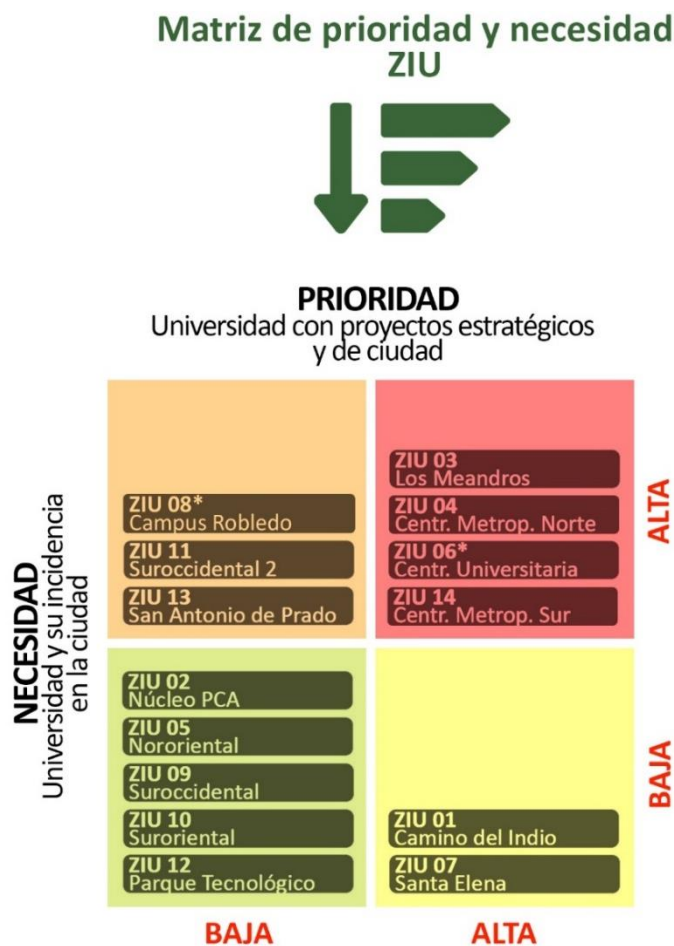 Matriz de prioridad y necesidad
ZIU
PRIORIDAD
Universidad con proyectos estratégicos
y de ciudad
NECESIDAD
Universidad y su incidencia
en la ciudad
ZIU 08*
Campus Robledo
ZIU 11
Suroccidental 2
ZIU 13
San Antonio de Prado
ZIU 03
Los Meandros
ZIU 04
Centr. Metrop. Norte
ZIU 06*
Centr. Universitaria
ZIU 14
Centr. Metrop. Sur
ALTA
ZIU 02
Núcleo PCA
ZIU 05
Nororiental
ZIU 09
Suroccidental
ZIU 10
Suroriental
ZIU 12
Parque Tecnológico
ZIU 01
Camino del Indio
ZIU 07
Santa Elena
BAJA
BAJA
ALTA